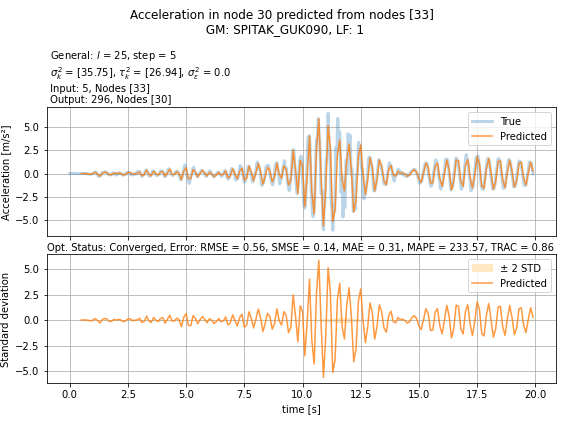 Acceleration in node 30 predicted from nodes [33]
GM: SPITAK_GUK090, LF: 1
General: l = 25, step = 5
σ_k² = [35.75], τ_k² = [26.94], σ_ε² = 0.0
Input: 5, Nodes [33]
Output: 296, Nodes [30]
Acceleration [m/s²]
5.0
2.5
0.0
−2.5
−5.0
True
Predicted
Opt. Status: Converged, Error: RMSE = 0.56, SMSE = 0.14, MAE = 0.31, MAPE = 233.57, TRAC = 0.86
Standard deviation
5.0
2.5
0.0
−2.5
−5.0
± 2 STD
Predicted
0.0 2.5 5.0 7.5 10.0 12.5 15.0 17.5 20.0
time [s]